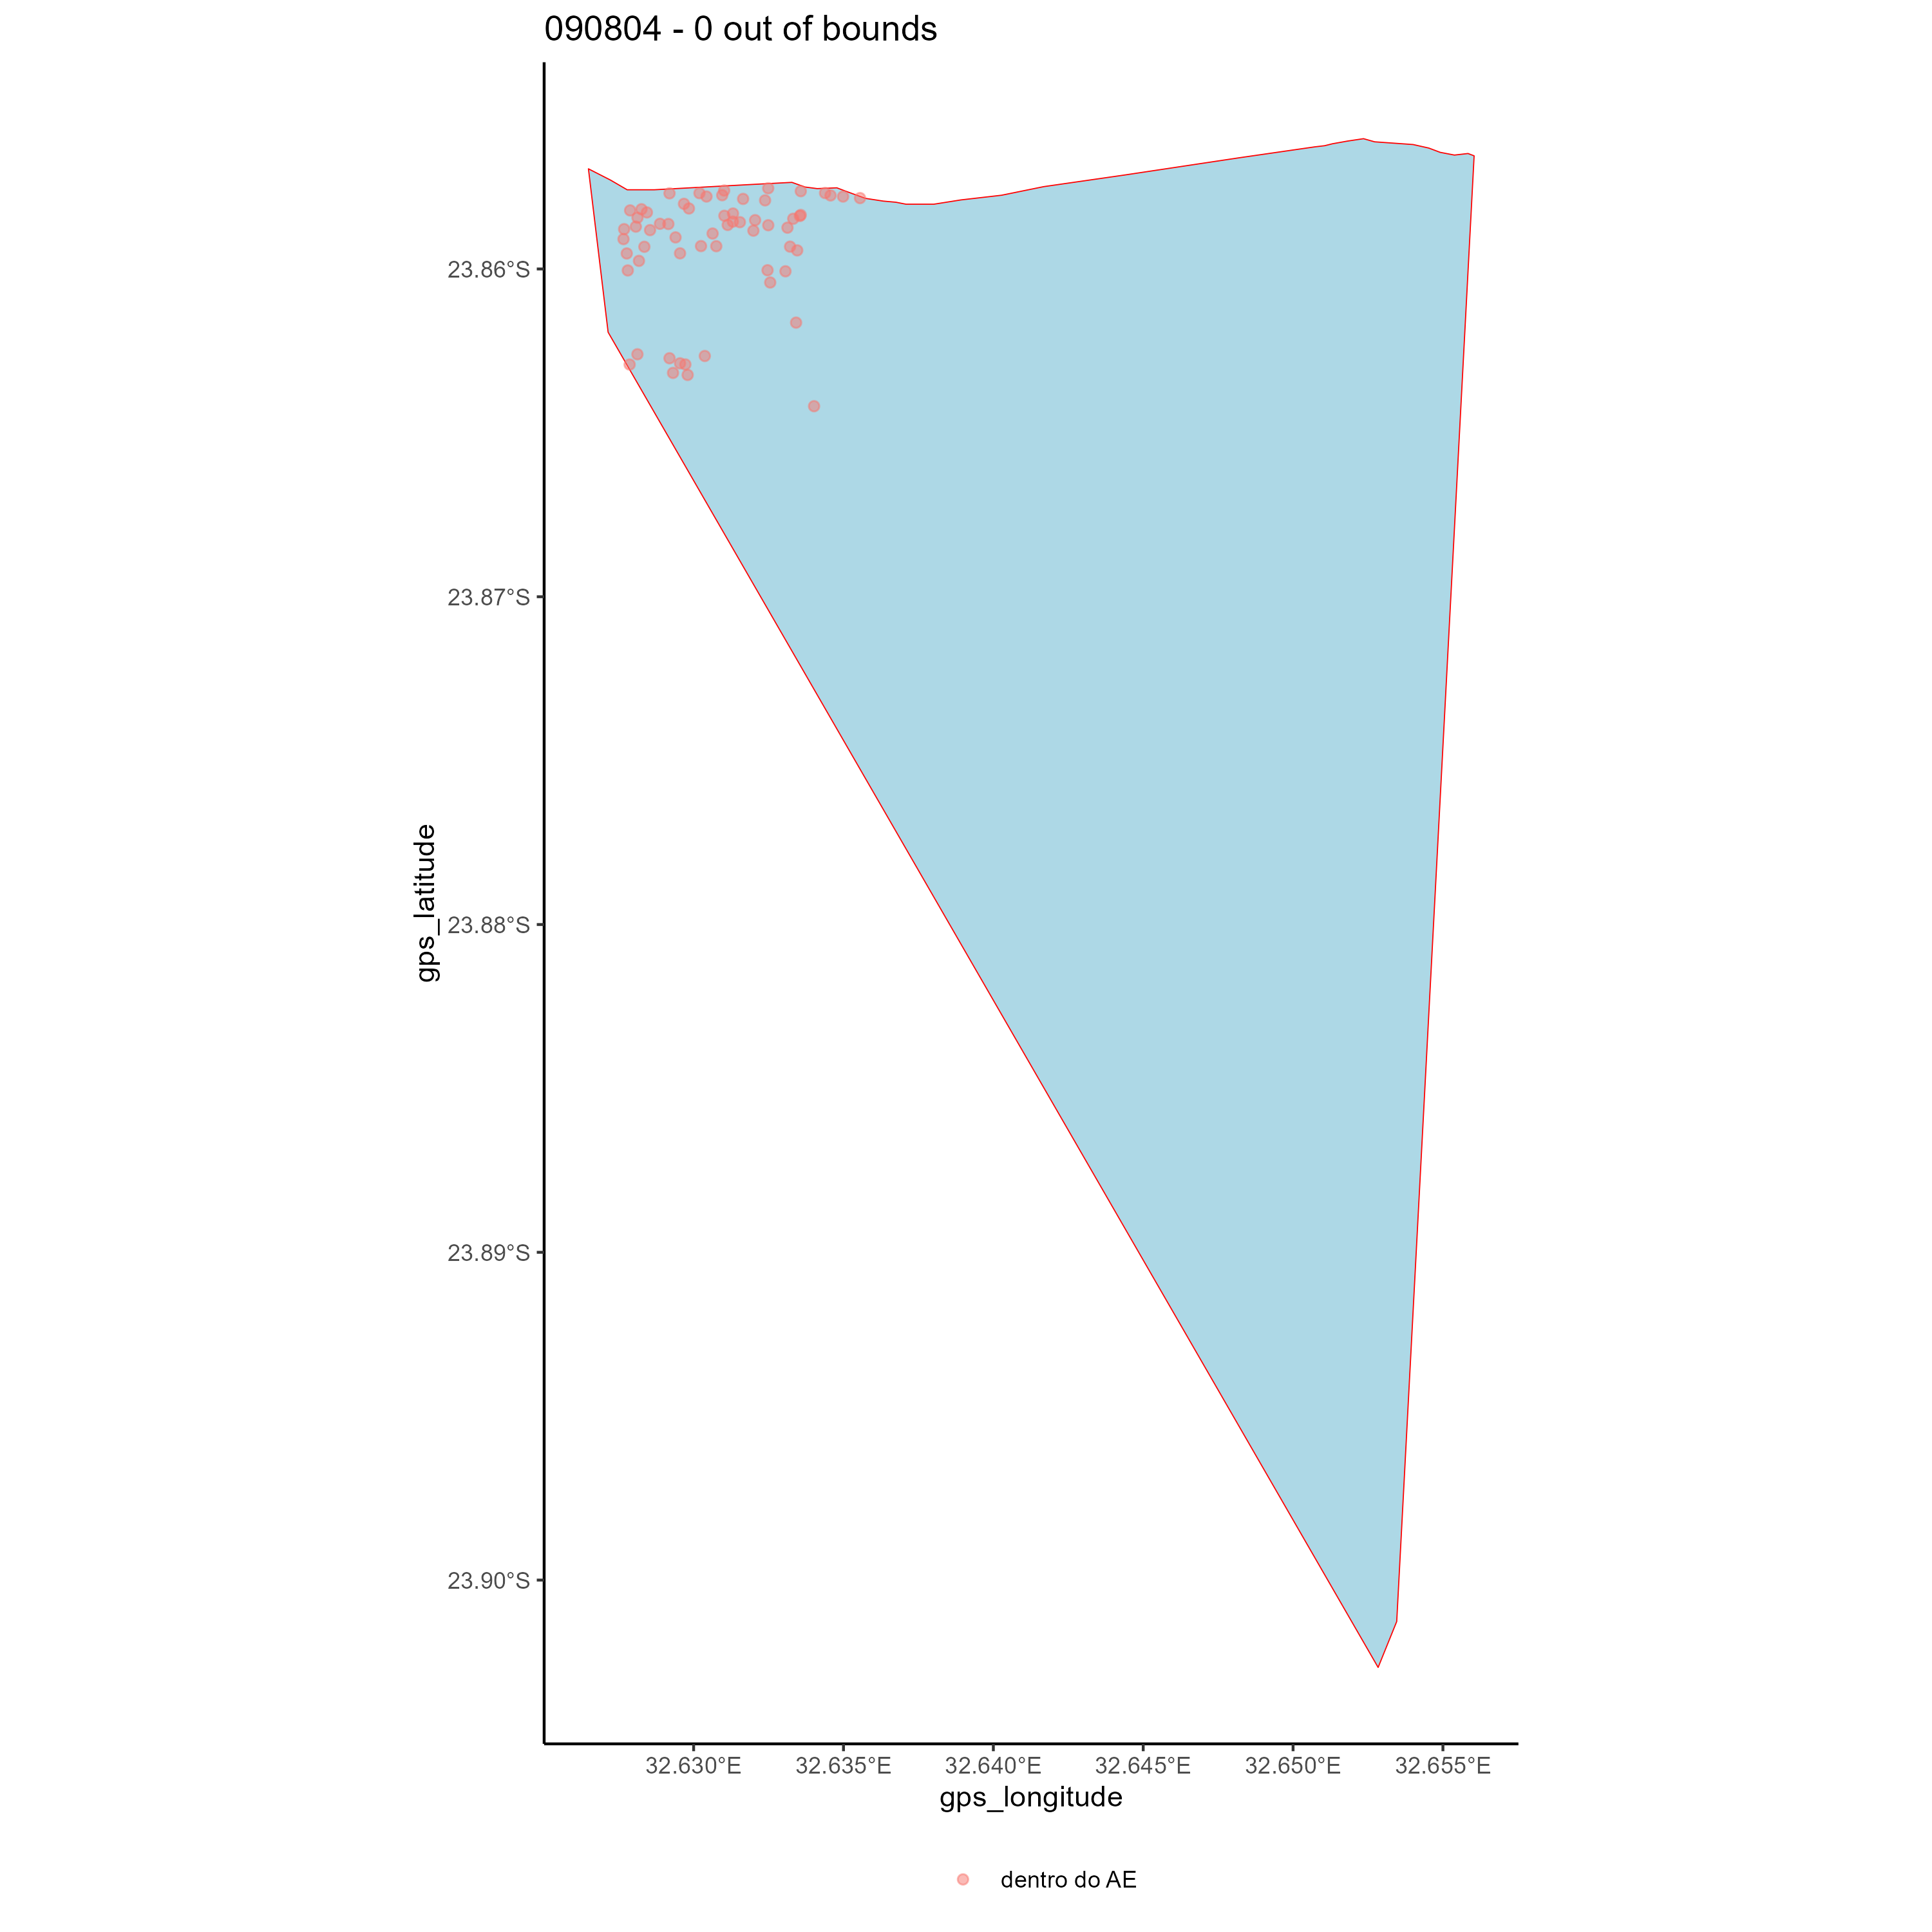 090804 - 0 out of bounds
23.86°S
23.87°S
23.88°S
23.89°S
23.90°S
gps_latitude
32.630°E
32.635°E
32.640°E
32.645°E
32.650°E
32.655°E
gps_longitude
dentro do AE